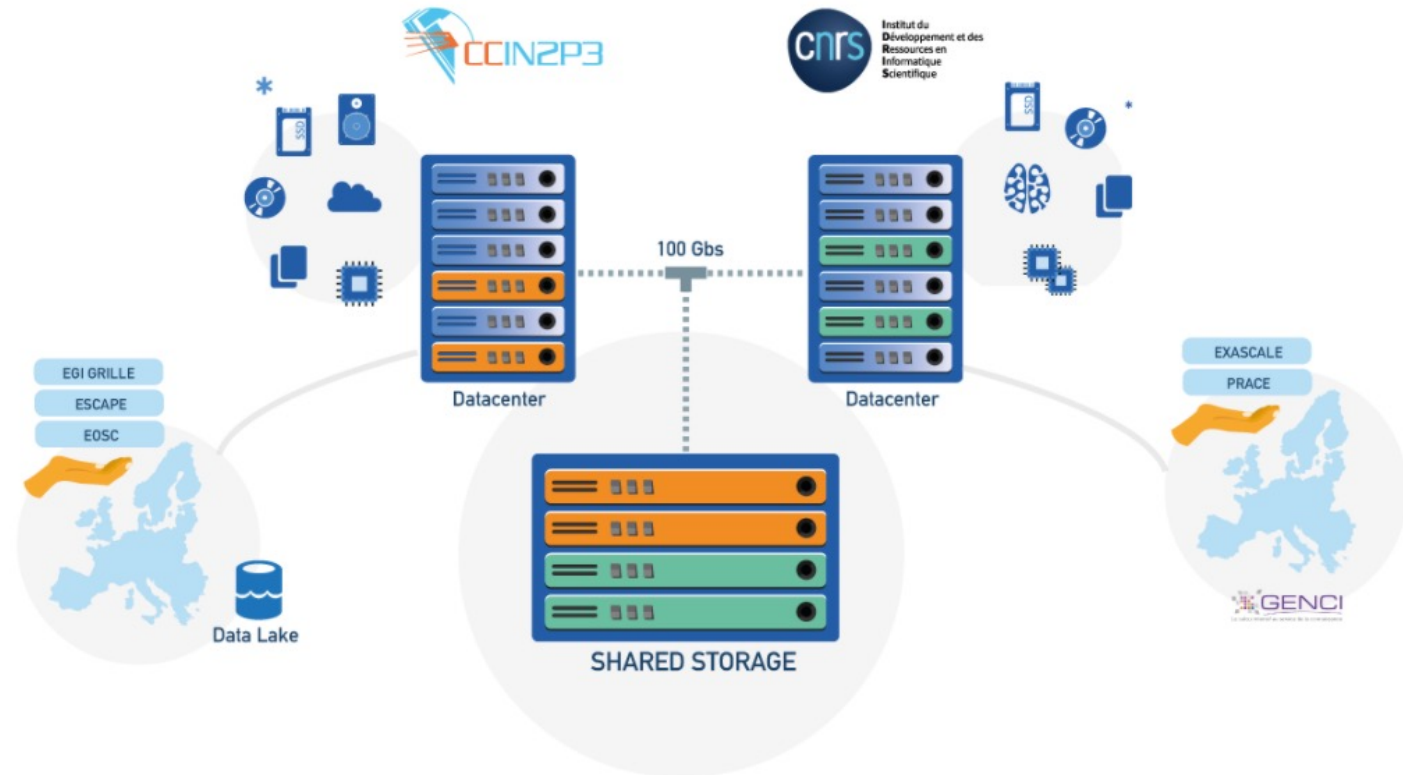 CCIN2P3
cnrs
Institut du
Développement et des
Ressources en
Informatique
Scientifique
SSD
SSD
100 Gbs
Datacenter
Datacenter
EGI GRILLE
ESCAPE
EOSC
EXASCALE
PRACE
Data Lake
GENCI
SHARED STORAGE